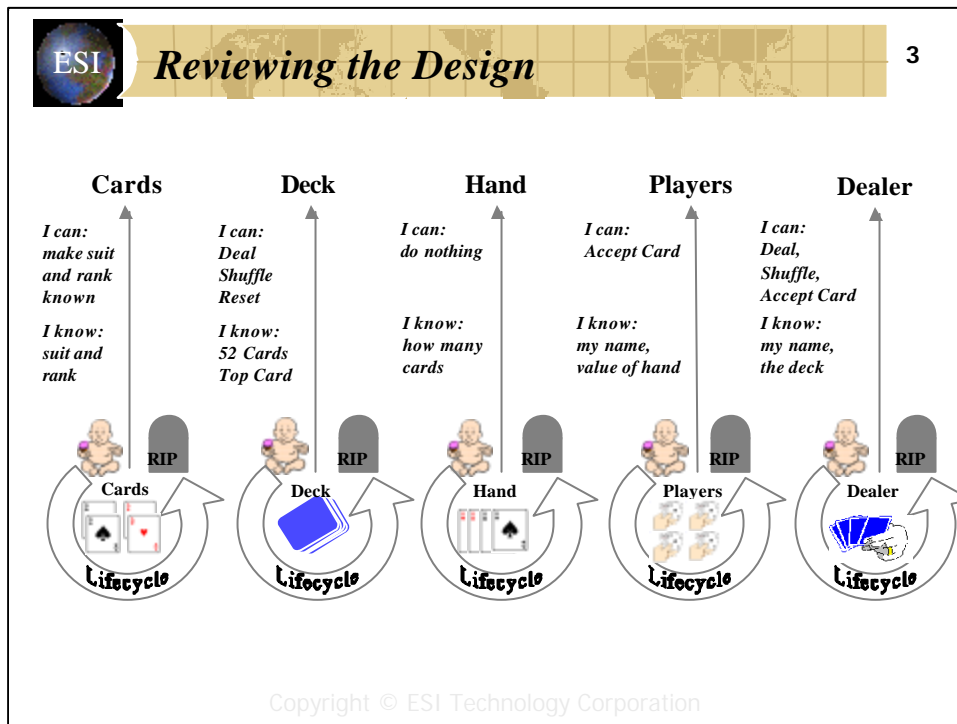 ESI
Reviewing the Design
3
Cards
I can:
make suit
and rank
known
I know:
suit and
rank
Deck
I can:
Deal
Shuffle
Reset
I know:
52 Cards
Top Card
Hand
I can:
do nothing
I know:
how many
cards
Players
I can:
Accept Card
I know:
my name,
value of hand
Dealer
I can:
Deal,
Shuffle,
Accept Card
I know:
my name,
the deck
RIP
Cards
Lifecycle
RIP
Deck
Lifecycle
RIP
Hand
Lifecycle
RIP
Players
Lifecycle
RIP
Dealer
Lifecycle
Copyright © ESI Technology Corporation